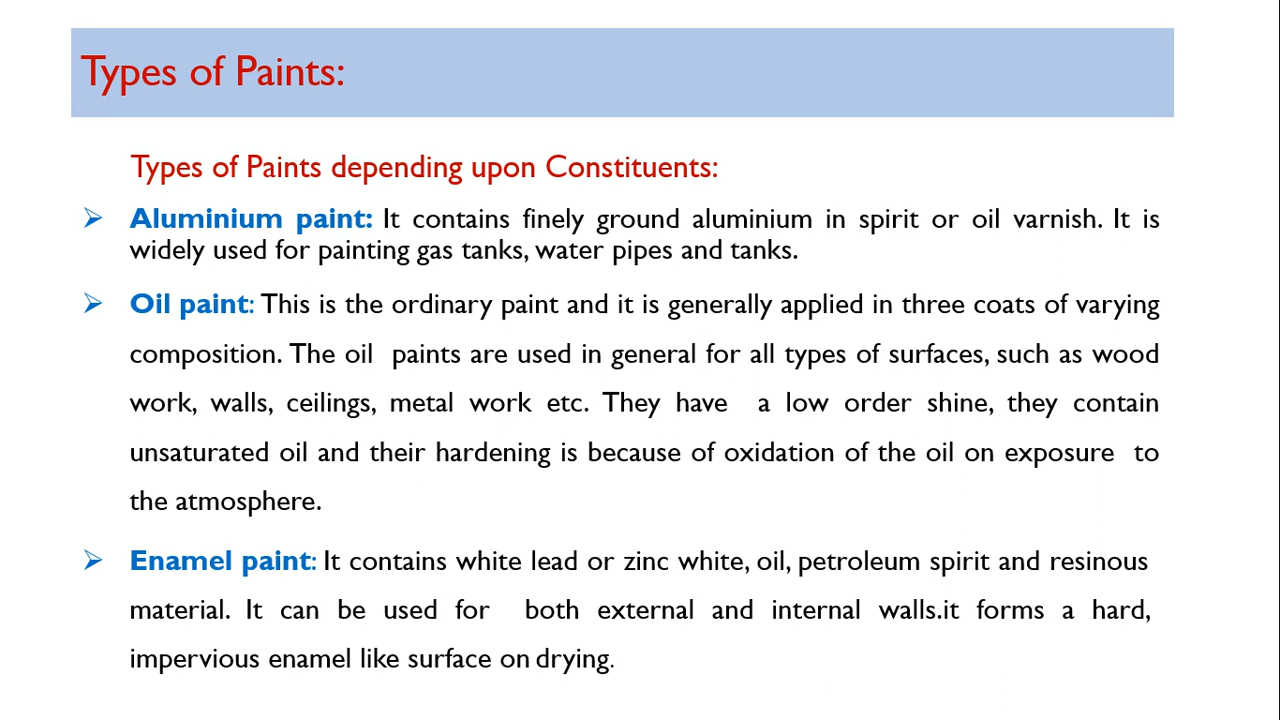 Types of Paints:
Types of Paints depending upon Constituents:
Aluminium paint: It contains finely ground aluminium in spirit or oil varnish. It is
widely used for painting gas tanks, water pipes and tanks.
Oil paint: This is the ordinary paint and it is generally applied in three coats of varying
composition. The oil paints are used in general for all types of surfaces, such as wood
work, walls, ceilings, metal work etc. They have a low order shine, they contain
unsaturated oil and their hardening is because of oxidation of the oil on exposure to
the atmosphere.
Enamel paint: It contains white lead or zinc white, oil, petroleum spirit and resinous
material. It can be used for both external and internal walls.it forms a hard,
impervious enamel like surface on drying.